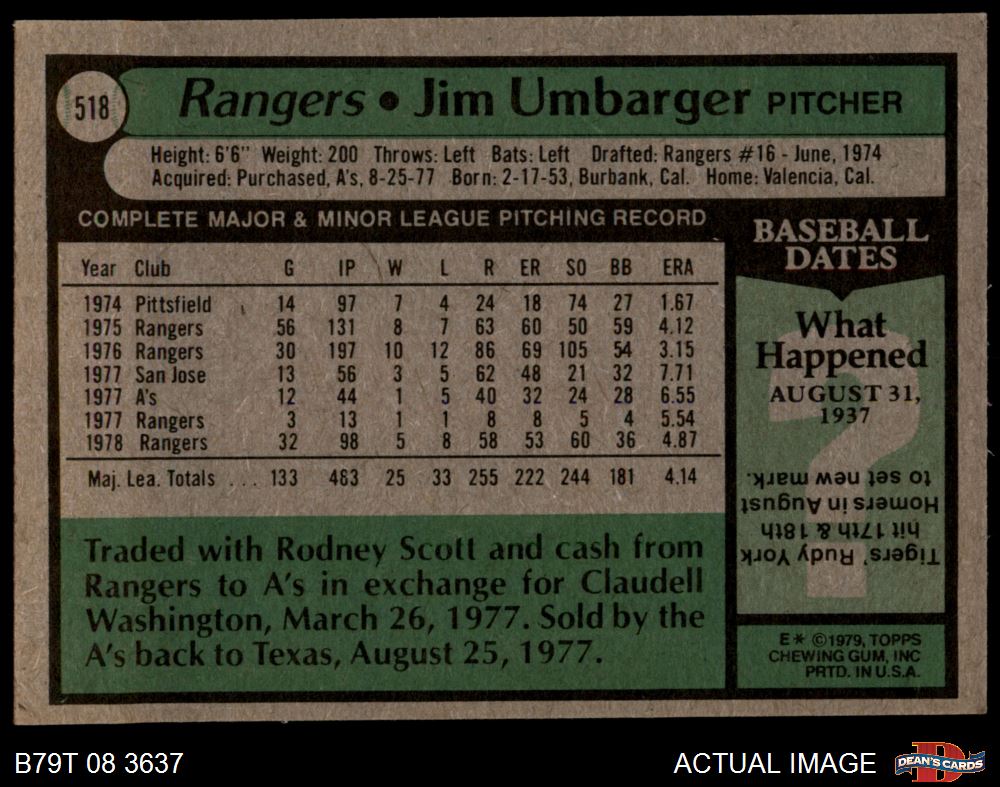 518
Rangers • Jim Umbarger PITCHER
Height: 6'6" Weight: 200 Throws: Left Bats: Left Drafted: Rangers #16 - June, 1974
Acquired: Purchased, A's, 8-25-77 Born: 2-17-53, Burbank, Cal. Home: Valencia, Cal.
COMPLETE MAJOR & MINOR LEAGUE PITCHING RECORD
Year Club G IP W L R ER SO BB ERA
1974 Pittsfield 14 97 7 4 24 18 74 27 1.67
1975 Rangers 56 131 8 7 63 60 50 59 4.12
1976 Rangers 30 197 10 12 86 69 105 54 3.15
1977 San Jose 13 56 3 5 62 48 21 32 7.71
1977 A's 12 44 1 5 40 32 24 28 6.55
1977 Rangers 3 13 1 1 8 8 5 4 5.54
1978 Rangers 32 98 5 8 58 53 60 36 4.87
Maj. Lea. Totals . . . 133 483 25 33 255 222 244 181 4.14
Traded with Rodney Scott and cash from
Rangers to A's in exchange for Claudell
Washington, March 26, 1977. Sold by the
A's back to Texas, August 25, 1977.
BASEBALL
DATES
What
Happened
AUGUST 31,
1937
?
Tigers' Rudy York
hit 17th & 18th
Homers in August
to set new mark.
E* ©1979, TOPPS
CHEWING GUM, INC
PRTD. IN U.S.A.
B79T 08 3637
ACTUAL IMAGE
D
DEAN'S CARDS